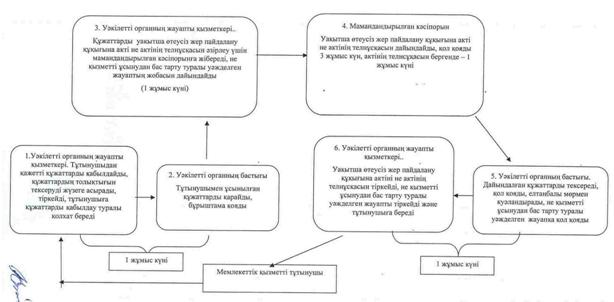 3. Уәкілетті органның жауапты
қызметкері..
Құжаттарды уақытша өтеусіз жер пайдалану
құқығына акті не актінің телнұсқасын әзірлеу үшін
мамандандырылған кәсіпорынға жібереді, не
қызметті ұсынудан бас тарту туралы уәжделген
жауаптың жобасын дайындайды
(1 жұмыс күні)
4. Мамандандырылған кәсіпорын.
Уақытша өтеусіз жер пайдалану құқығына акті
не актінің телнұсқасын дайындайды, қол қояды
3 жұмыс күн, актінің телнұсқасын бергенде – 1
жұмыс күні
1.Уәкілетті органның жауапты
қызметкері. Тұтынушыдан
қажетті құжаттарды қабылдайды,
құжаттардың толықтығын
тексеруді жүзеге асырады,
тіркейді, тұтынушыға
құжаттарды қабылдау туралы
қолхат береді
2. Уәкілетті органның бастығы
Тұтынушымен ұсынылған
құжаттарды қарайды,
бұрыштама қояды
6. Уәкілетті органның жауапты
қызметкері..
Уақытша өтеусіз жер пайдалану
құқығына актіні не актінің
телнұсқасын тіркейді, не қызметті
ұсынудан бас тарту туралы
уәжделген жауапты тіркейді және
тұтынушыға береді
5. Уәкілетті органның бастығы.
Дайындалған құжаттарды тексереді,
қол қояды, елтаңбалы мөрмен
куәландырады, не қызметті
ұсынудан бас тарту туралы
уәжделген жауапқа қол қояды
1 жұмыс күні
1 жұмыс күні
Мемлекеттік қызметті тұтынушы